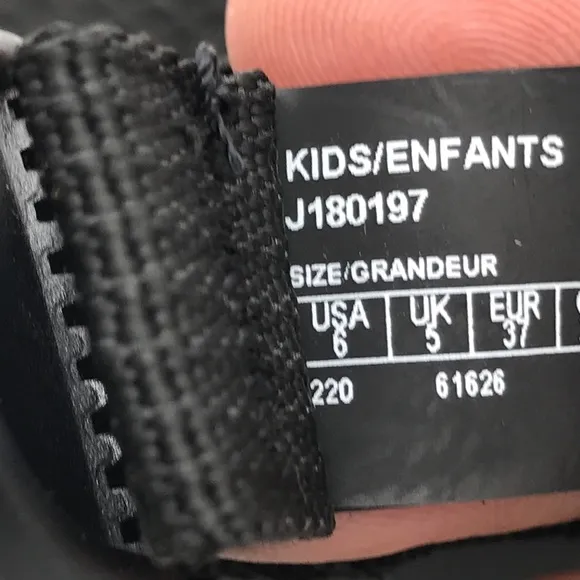 KIDS/ENFANTS
J180197
SIZE/GRANDEUR
USA UK EUR
6 5 37
220 61626